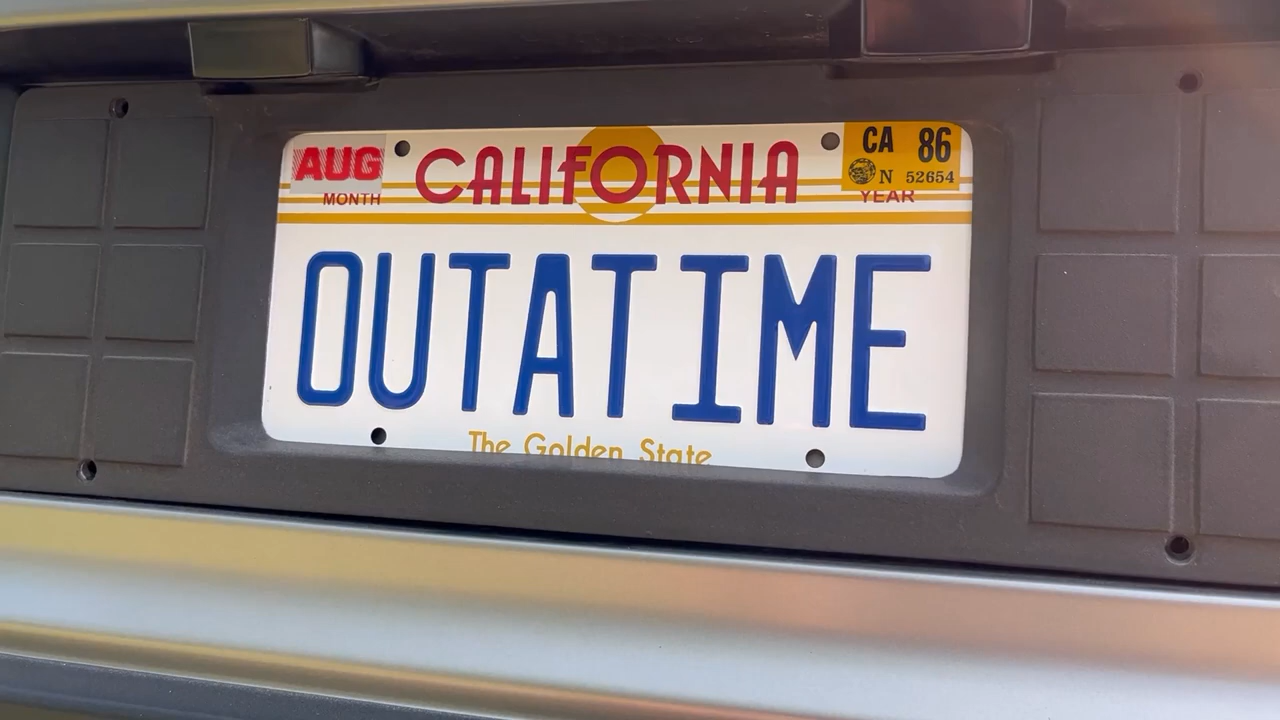 AUG
MONTH
CALIFORNIA
CA 86
N 52654
YEAR
OUTATIME
The Golden State